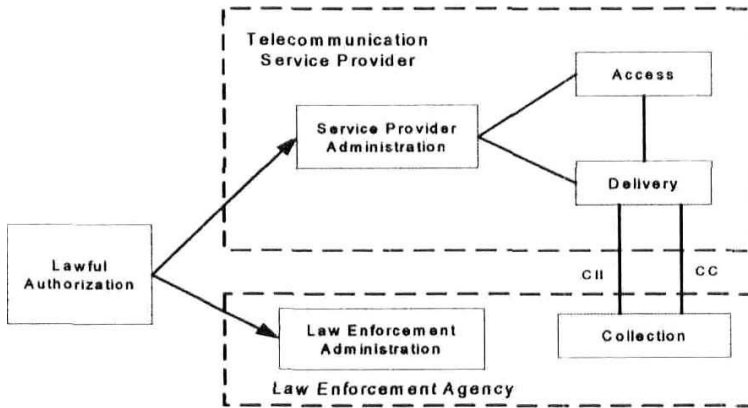 Telecommunication
Service Provider
Access
Service Provider
Administration
Delivery
Lawful
Authorization
CII
CC
Law Enforcement
Administration
Collection
Law Enforcement Agency